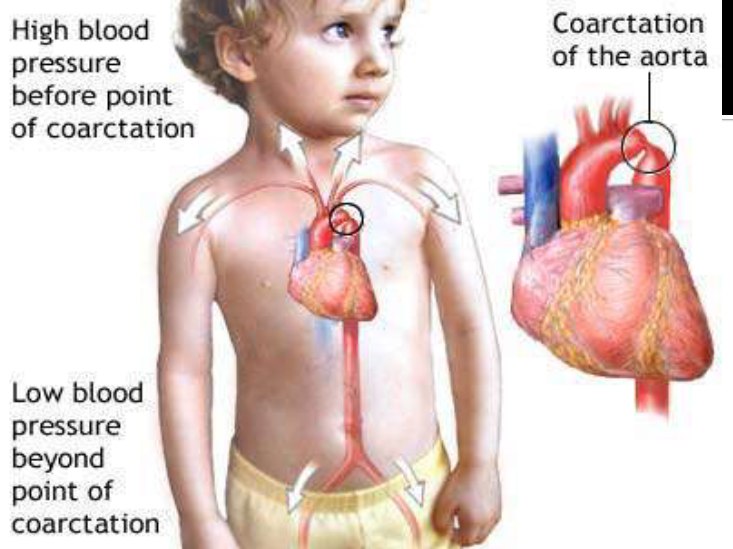 High blood
pressure
before point
of coarctation
Coarctation
of the aorta
Low blood
pressure
beyond
point of
coarctation